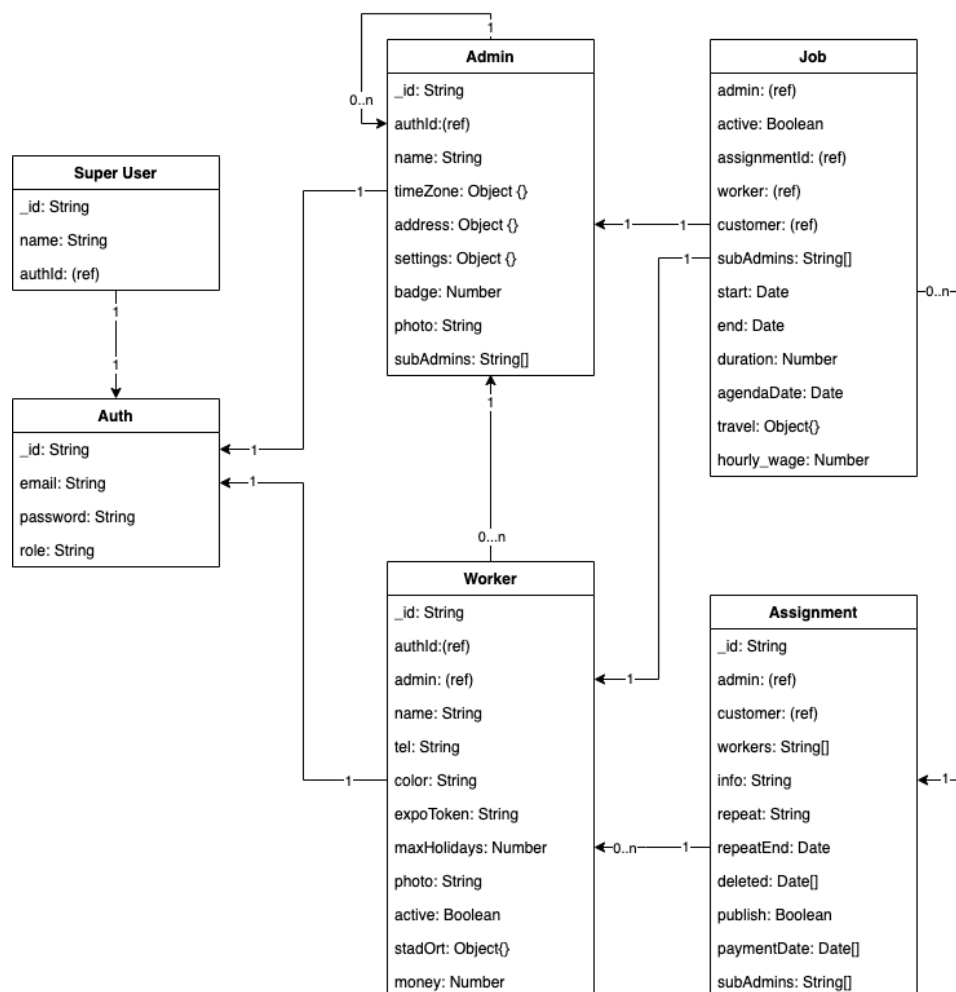 1
0..n
Admin
_id: String
authId:(ref)
name: String
timeZone: Object {}
address: Object {}
settings: Object {}
badge: Number
photo: String
subAdmins: String[]
Job
admin: (ref)
active: Boolean
assignmentId: (ref)
worker: (ref)
customer: (ref)
subAdmins: String[]
start: Date
end: Date
duration: Number
agendaDate: Date
travel: Object{}
hourly_wage: Number
Super User
_id: String
name: String
authId: (ref)
1
1
1
1
1
1
1
0..n
Auth
_id: String
email: String
password: String
role: String
1
1
1
0...n
Worker
_id: String
authId:(ref)
admin: (ref)
name: String
tel: String
color: String
expoToken: String
maxHolidays: Number
photo: String
active: Boolean
stadOrt: Object{}
money: Number
1
1
0..n
1
1
Assignment
_id: String
admin: (ref)
customer: (ref)
workers: String[]
info: String
repeat: String
repeatEnd: Date
deleted: Date[]
publish: Boolean
paymentDate: Date[]
subAdmins: String[]